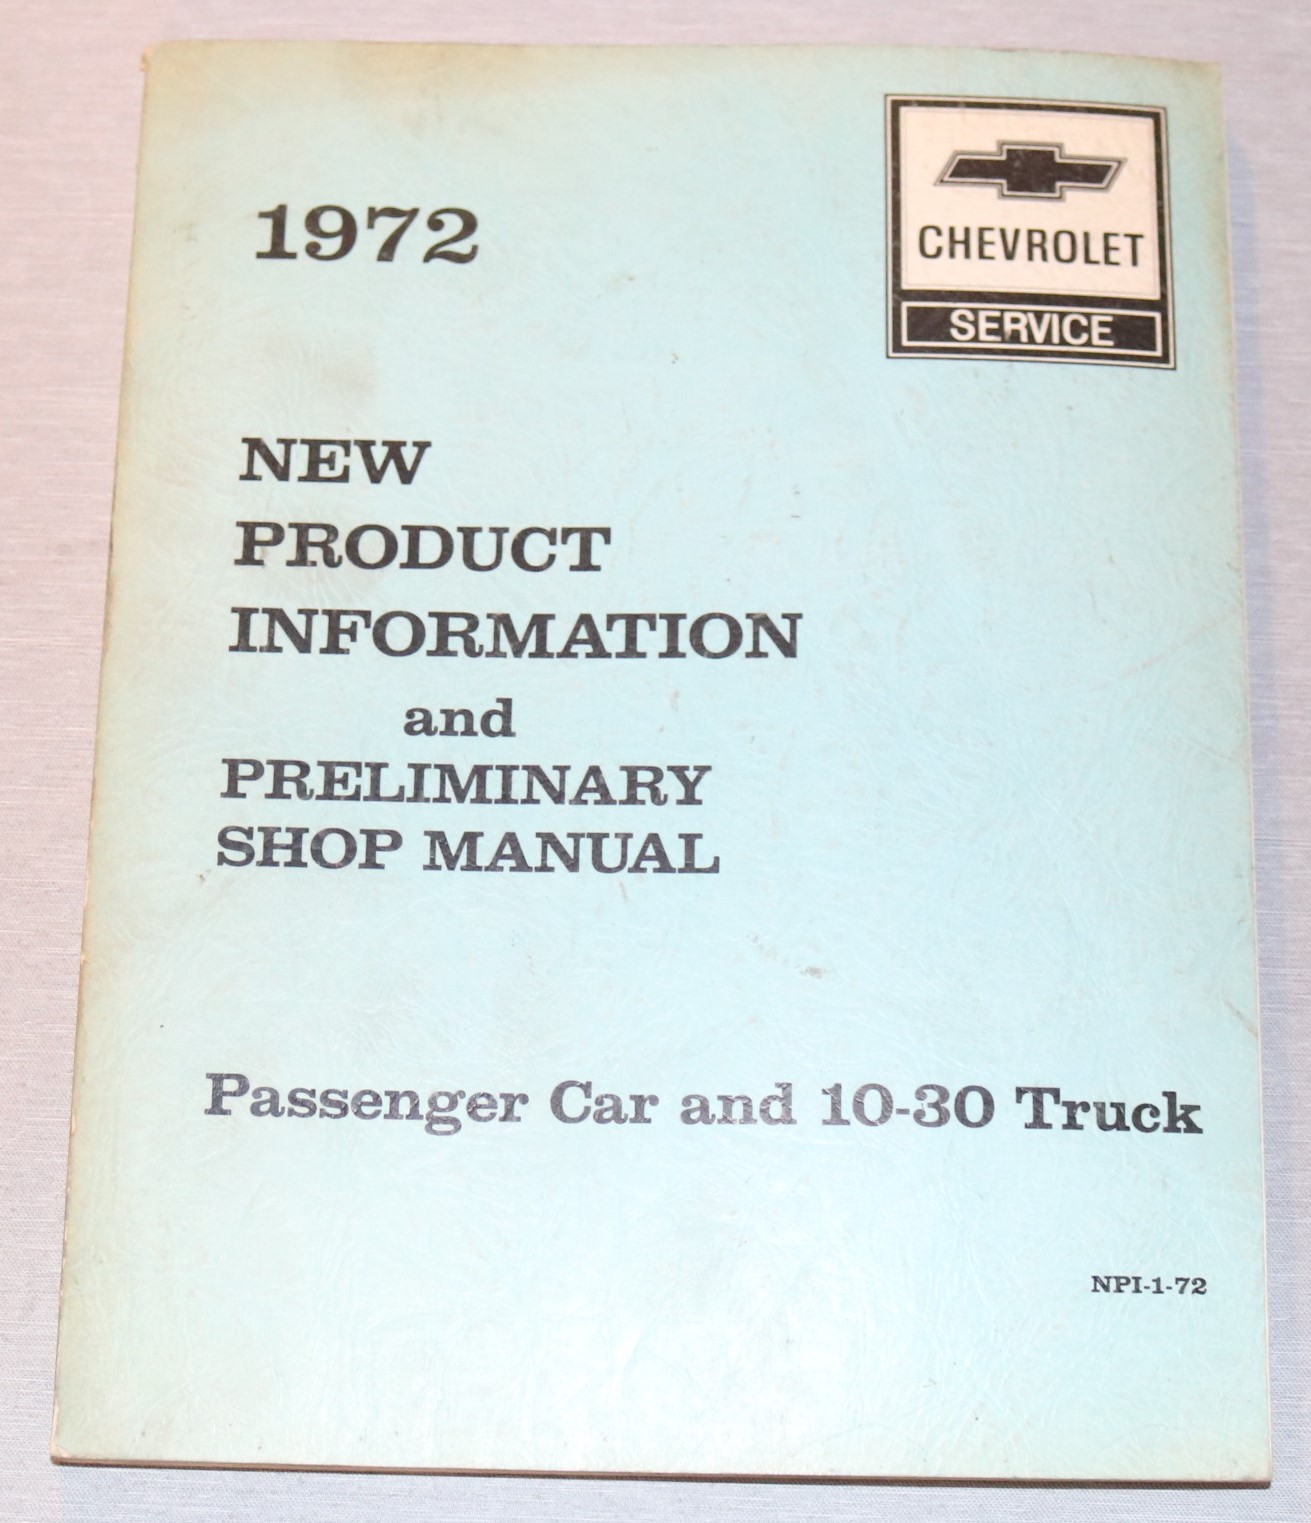 1972
CHEVROLET
SERVICE
NEW
PRODUCT
INFORMATION
and
PRELIMINARY
SHOP MANUAL
Passenger Car and 10-30 Truck
NPI-1-72